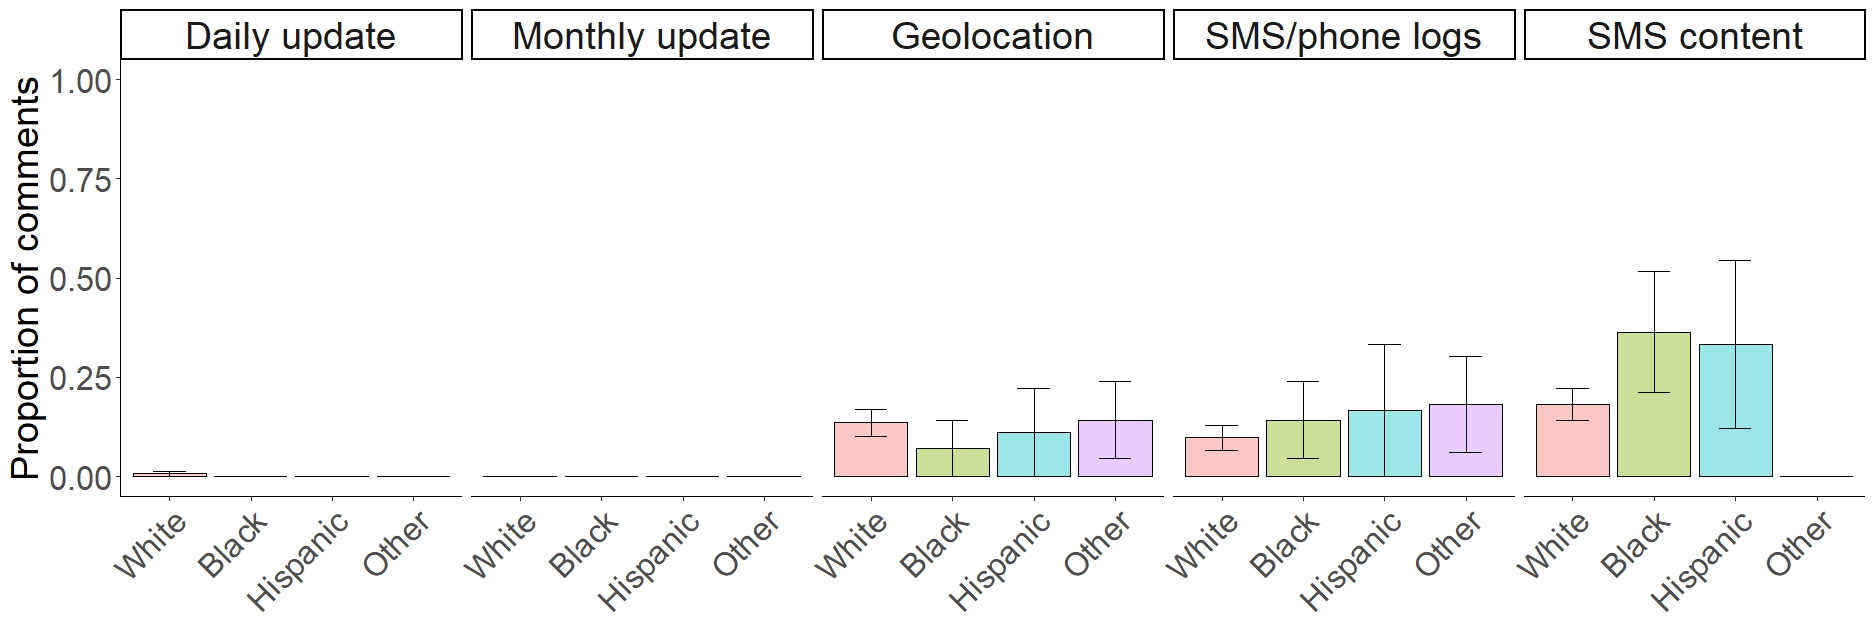 Daily update
Monthly update
Geolocation
SMS/phone logs
SMS content
Proportion of comments
1.00
0.75
0.50
0.25
0.00
White
Black
Hispanic
Other
White
Black
Hispanic
Other
White
Black
Hispanic
Other
White
Black
Hispanic
Other
White
Black
Hispanic
Other